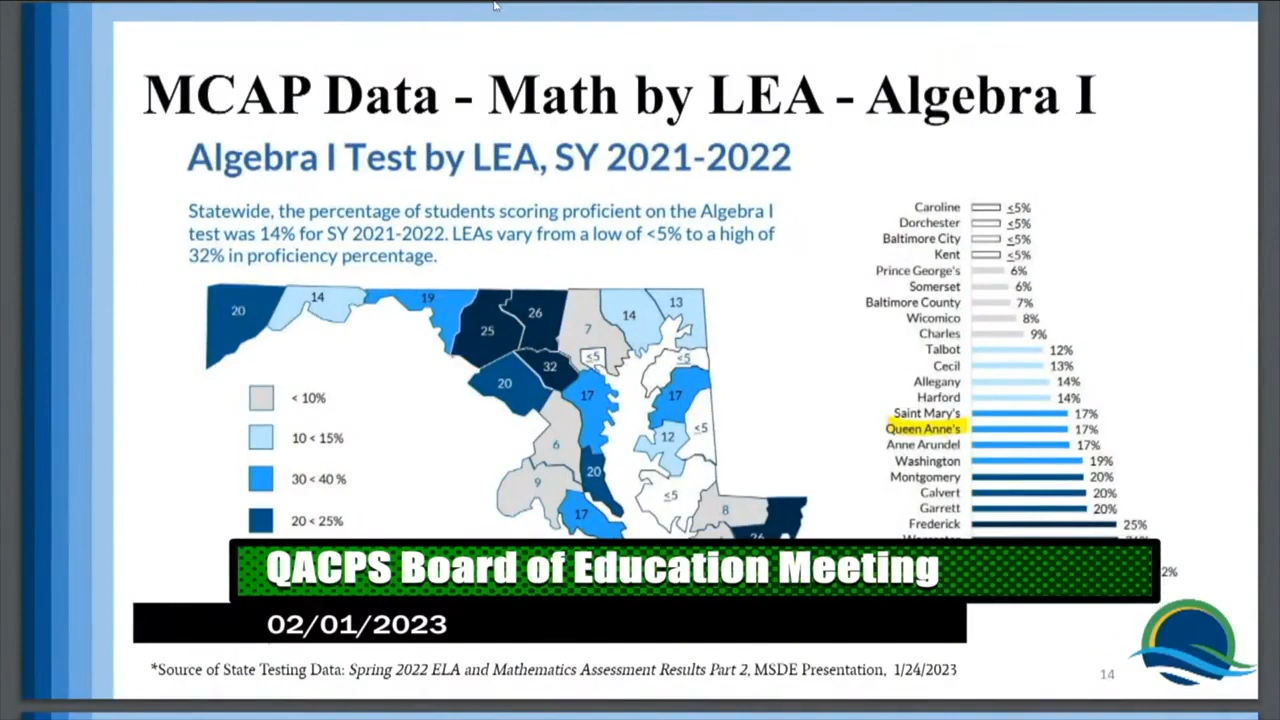 MCAP Data - Math by LEA - Algebra I
Algebra I Test by LEA, SY 2021-2022
Statewide, the percentage of students scoring proficient on the Algebra I
test was 14% for SY 2021-2022. LEAs vary from a low of <5% to a high of
32% in proficiency percentage.
20
14
19
25
26
7
14
13
≤5
≤5
32
20
17
17
≤5
12
6
20
9
≤5
17
8
26
< 10%
10 < 15%
30 < 40 %
20 < 25%
Caroline ≤5%
Dorchester ≤5%
Baltimore City ≤5%
Kent ≤5%
Prince George's 6%
Somerset 6%
Baltimore County 7%
Wicomico 8%
Charles 9%
Talbot 12%
Cecil 13%
Allegany 14%
Harford 14%
Saint Mary's 17%
Queen Anne's 17%
Anne Arundel 17%
Washington 19%
Montgomery 20%
Calvert 20%
Garrett 20%
Frederick 25%
2%
QACPS Board of Education Meeting
02/01/2023
*Source of State Testing Data: Spring 2022 ELA and Mathematics Assessment Results Part 2, MSDE Presentation, 1/24/2023
14